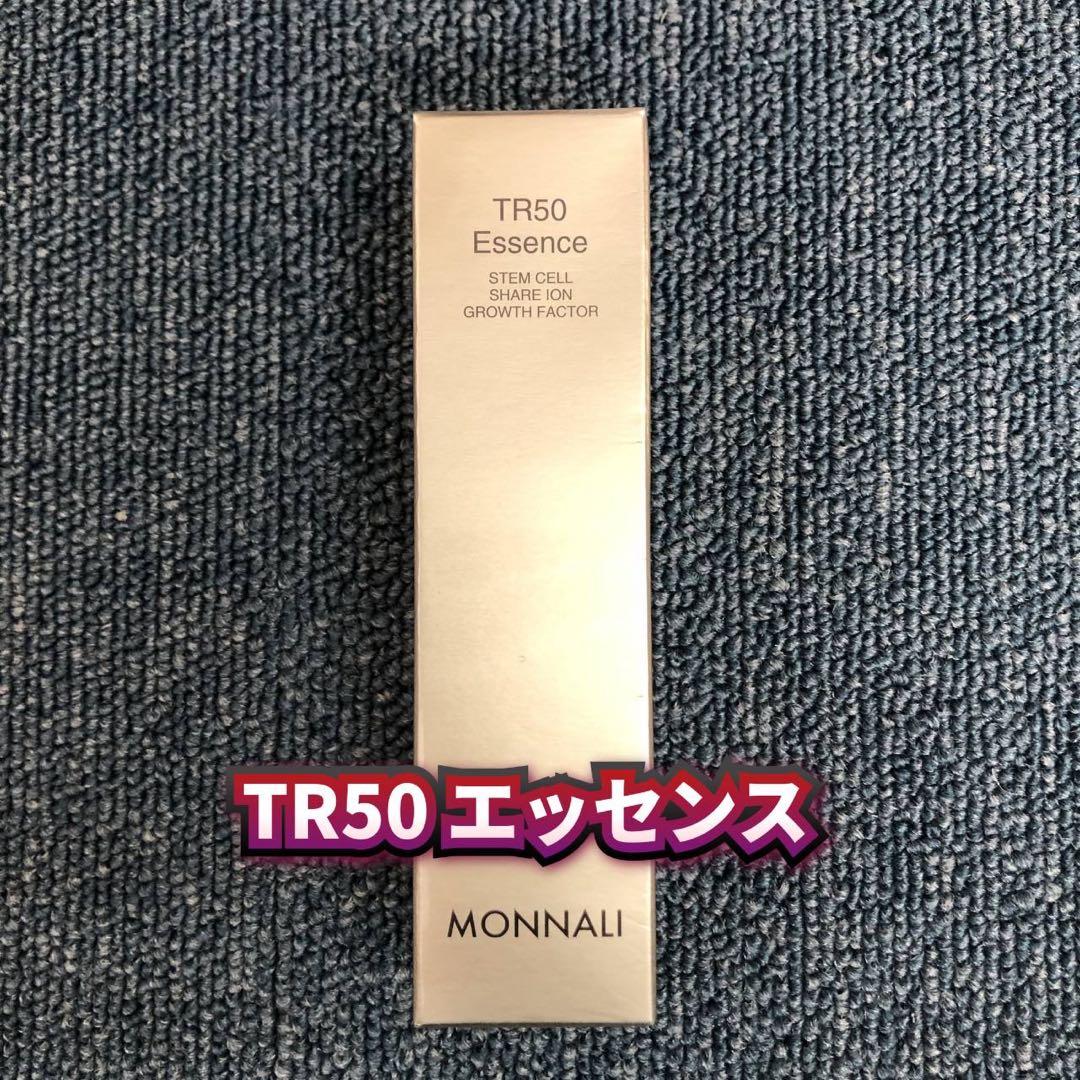 TR50
Essence
STEM CELL
SHARE ION
GROWTH FACTOR
TR50 エッセンス
MONNALI